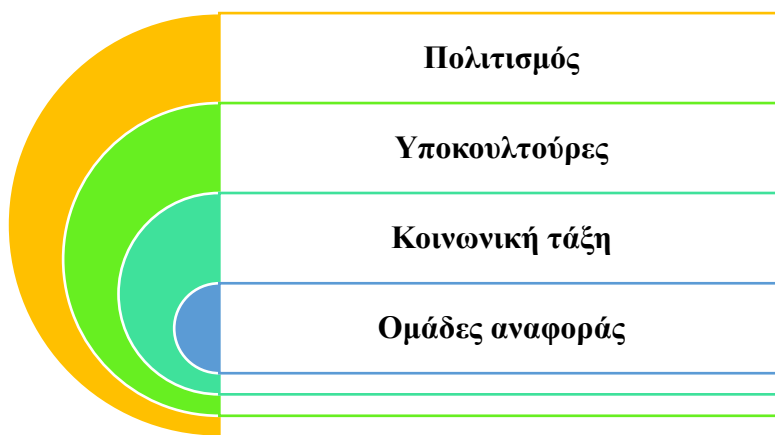 Πολιτισμός
Υποκουλτούρες
Κοινωνική τάξη
Ομάδες αναφοράς